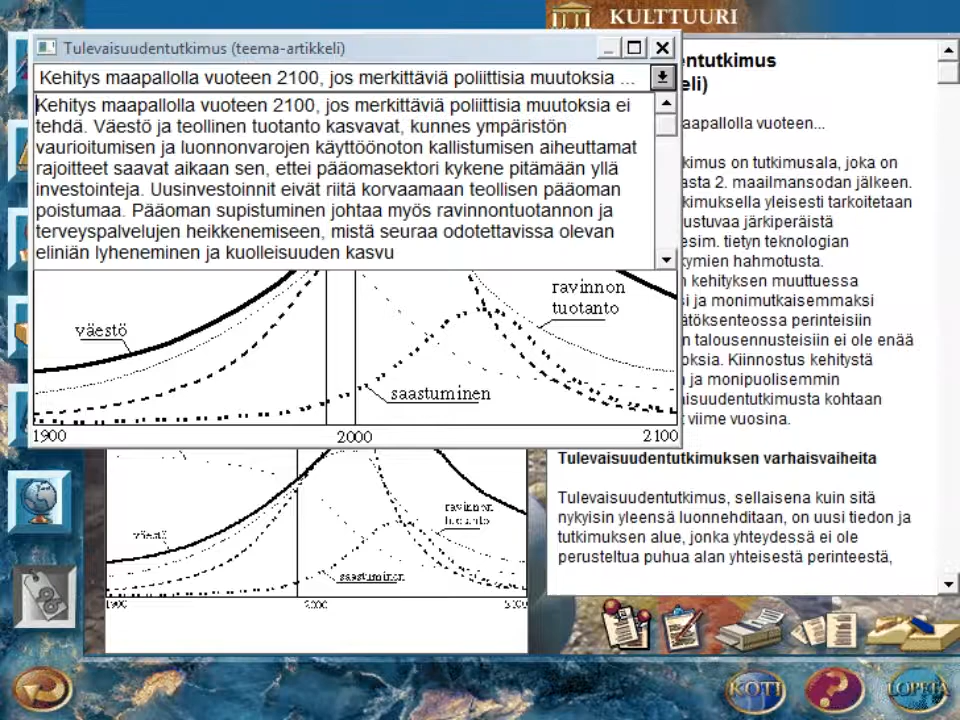 KULTTUURI
Tulevaisuudentutkimus (teema-artikkeli)
Kehitys maapallolla vuoteen 2100, jos merkittäviä poliittisia muutoksia ...
Kehitys maapallolla vuoteen 2100, jos merkittäviä poliittisia muutoksia ei
tehdä. Väestö ja teollinen tuotanto kasvavat, kunnes ympäristön
vaurioitumisen ja luonnonvarojen käyttöönoton kallistumisen aiheuttamat
rajoitteet saavat aikaan sen, ettei pääomasektori kykene pitämään yllä
investointeja. Uusinvestoinnit eivät riitä korvaamaan teollisen pääoman
poistumaa. Pääoman supistuminen johtaa myös ravinnontuotannon ja
terveyspalvelujen heikkenemiseen, mistä seuraa odotettavissa olevan
eliniän lyheneminen ja kuolleisuuden kasvu
väestö
ravinnon
tuotanto
saastuminen
1900
2000
2100
väestö
ravinnon
tuotanto
saastuminen
1900
2000
2100
entutkimus
eli)
aapallolla vuoteen...
kimus on tutkimusala, joka on
asta 2. maailmansodan jälkeen.
kimuksella yleisesti tarkoitetaan
ustuvaa järkiperäistä
esim. tietyn teknologian
kymien hahmotusta.
n kehityksen muuttuessa
si ja monimutkaisemmaksi
ätöksenteossa perinteisiin
n talousennusteisiin ei ole enää
oksia. Kiinnostus kehitystä
n ja monipuolisemmin
aisuudentutkimusta kohtaan
t viime vuosina.
Tulevaisuudentutkimuksen varhaisvaiheita
Tulevaisuudentutkimus, sellaisena kuin sitä
nykyisin yleensä luonnehditaan, on uusi tiedon ja
tutkimuksen alue, jonka yhteydessä ei ole
perusteltua puhua alan yhteisestä perinteestä,
KOTI
?
LOPETA